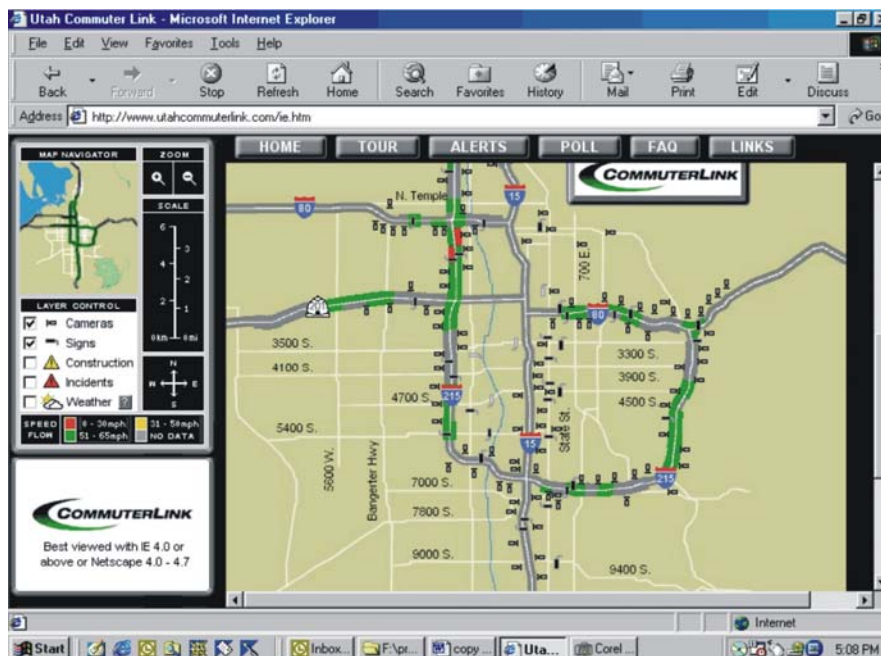 Utah Commuter Link - Microsoft Internet Explorer
File Edit View Favorites Tools Help
Back Forward Stop Refresh Home Search Favorites History Mail Print Edit Discuss
Address http://www.utahcommuterlink.com/ie.htm Go
HOME TOUR ALERTS POLL FAQ LINKS
MAP NAVIGATOR
ZOOM
SCALE
6
4
2
0km
3
2
1
0mi
N
W E
S
LAYER CONTROL
Cameras
Signs
Construction
Incidents
Weather ?
SPEED FLOW
0 - 30mph 31 - 50mph
51 - 65mph NO DATA
COMMUTERLINK
Best viewed with IE 4.0 or
above or Netscape 4.0 - 4.7
COMMUTERLINK
N. Temple
15
80
700 E.
80
3500 S.
3300 S.
4100 S.
3900 S.
4700 S.
215
4500 S.
5400 S.
15
State St.
5600 W.
Bangerter Hwy
7000 S.
215
7800 S.
9000 S.
9400 S.
Internet
Start Inbox... F:\pr... copy ... Uta... Corel ... 5:08 PM